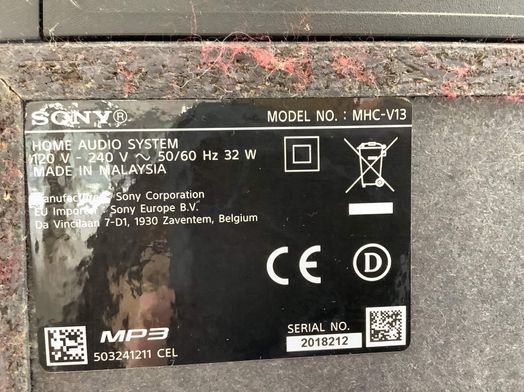 SONY®
MODEL NO. : MHC-V13
HOME AUDIO SYSTEM
120 V - 240 V ~ 50/60 Hz 32 W
MADE IN MALAYSIA
Manufacturer: Sony Corporation
EU Importer: Sony Europe B.V.
Da Vincilaan 7-D1, 1930 Zaventem, Belgium
CE
D
MP3
503241211 CEL
SERIAL NO.
2018212